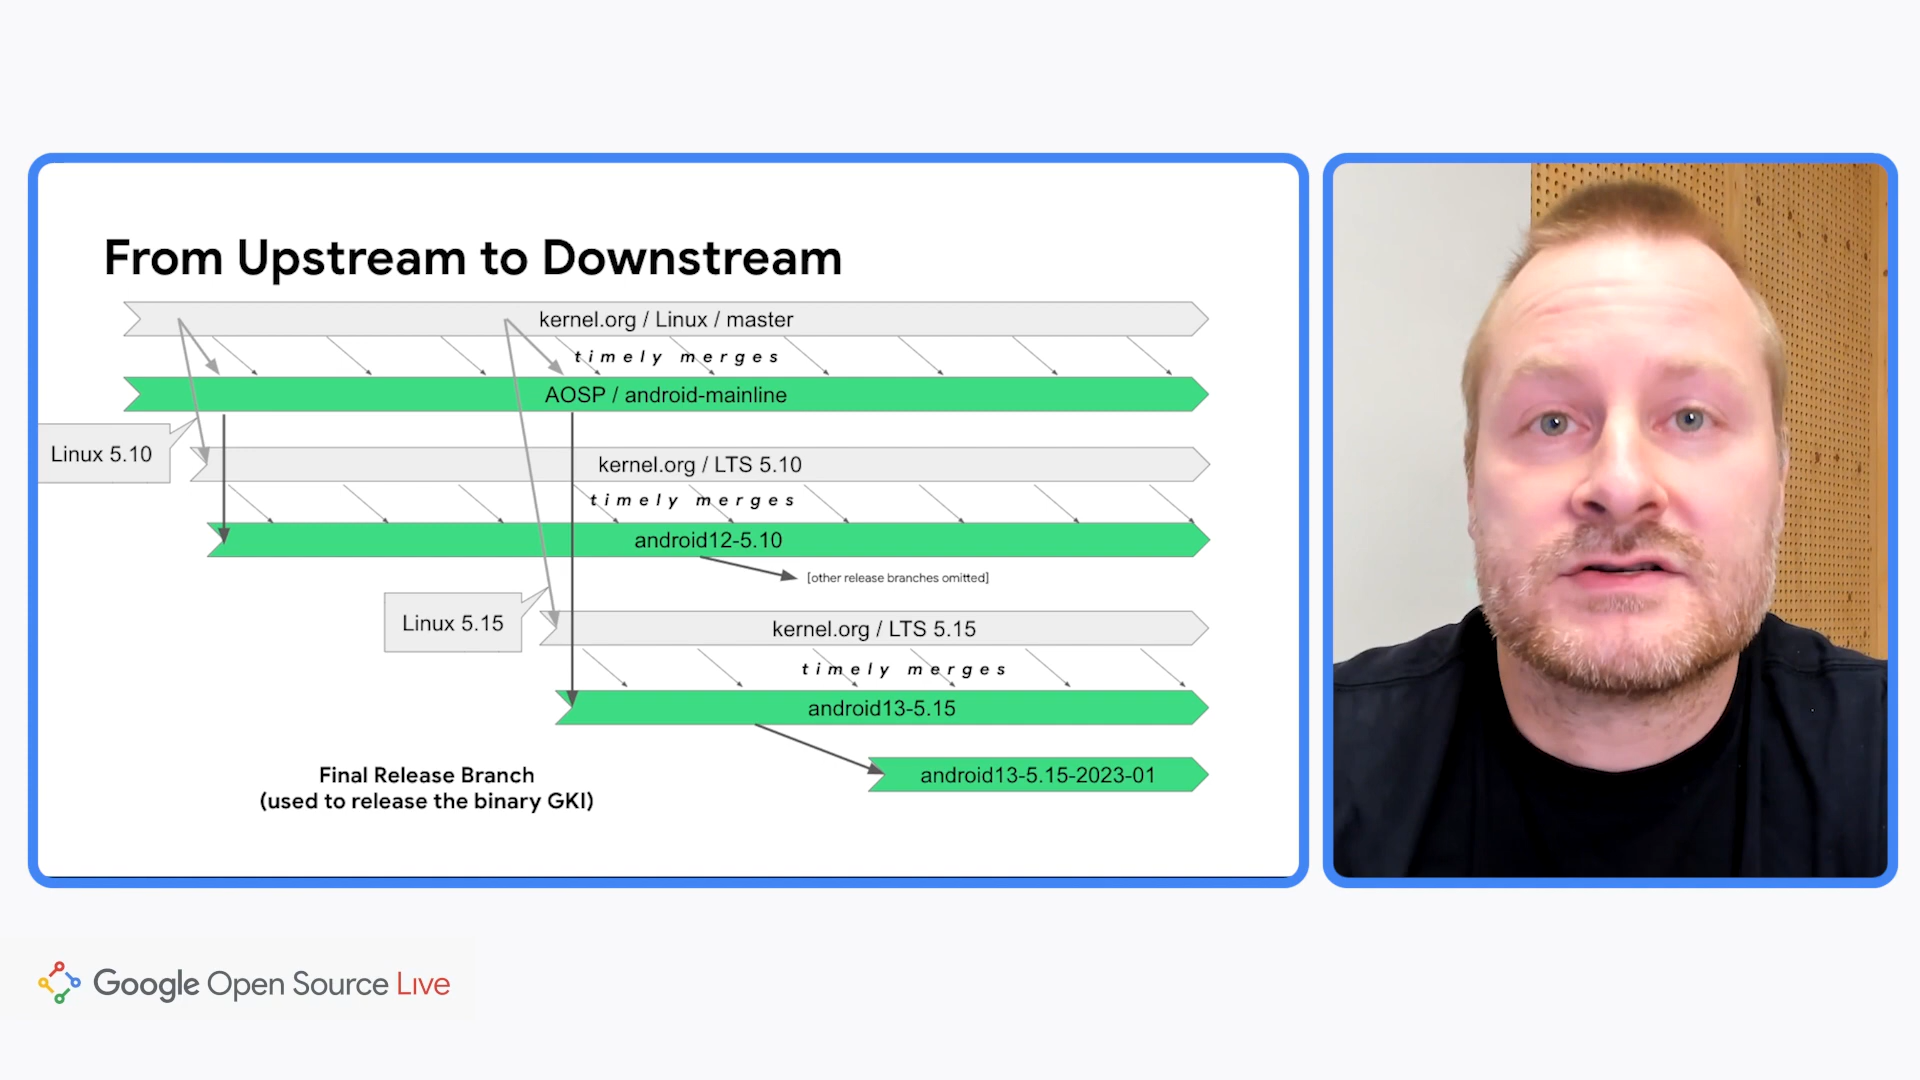 From Upstream to Downstream
kernel.org / Linux / master
timely merges
AOSP / android-mainline
Linux 5.10
kernel.org / LTS 5.10
timely merges
android12-5.10
[other release branches omitted]
Linux 5.15
kernel.org / LTS 5.15
timely merges
android13-5.15
Final Release Branch
(used to release the binary GKI)
android13-5.15-2023-01
Google Open Source Live